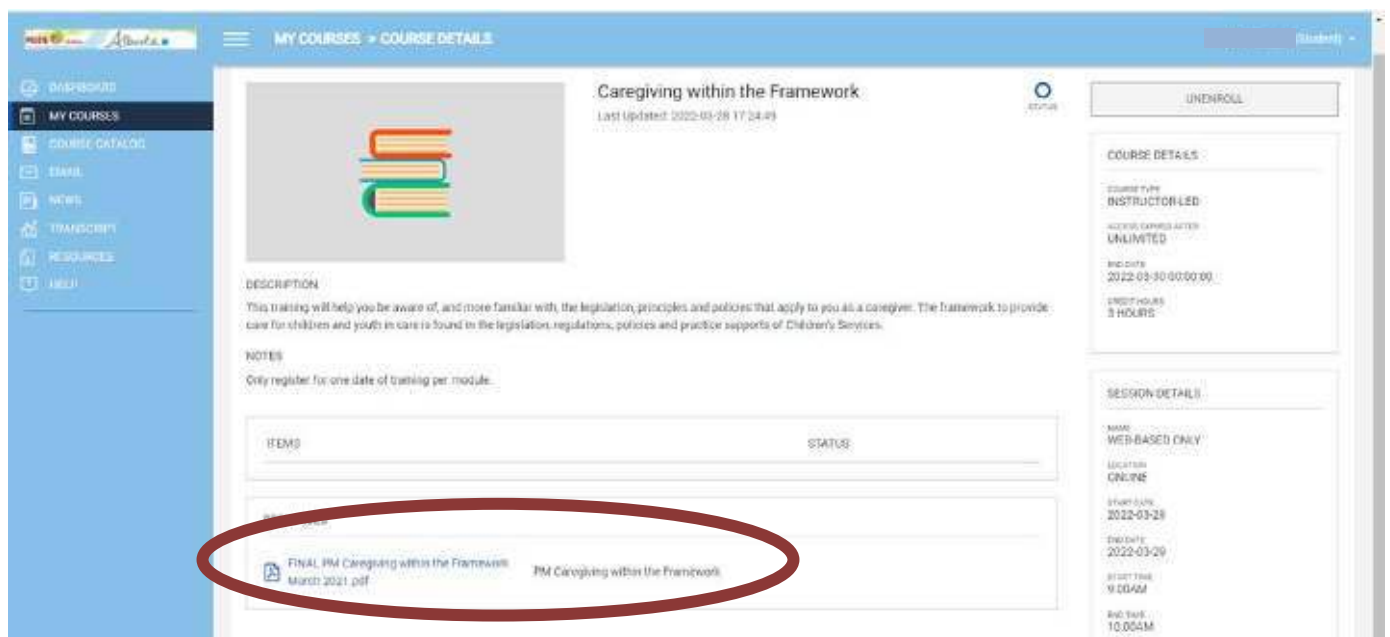 Alberta
MY COURSES > COURSE DETAILS
(Student)
DASHBOARD
MY COURSES
COURSE CATALOG
EMAIL
NEWS
TRANSCRIPT
RESOURCES
HELP
Caregiving within the Framework
Last Updated: 2022-03-28 17:24:49
STATUS
UNENROLL
DESCRIPTION
This training will help you be aware of, and more familiar with, the legislation, principles and policies that apply to you as a caregiver. The framework to provide
care for children and youth in care is found in the legislation, regulations, policies and practice supports of Children's Services.
NOTES
Only register for one date of training per module.
ITEMS STATUS
FINAL PM Caregiving within the Framework
March 2021.pdf
PM Caregiving within the Framework
COURSE DETAILS
COURSE TYPE
INSTRUCTOR-LED
ACCESS EXPIRES AFTER
UNLIMITED
END DATE
2022-03-30 00:00:00
CREDIT HOURS
3 HOURS
SESSION DETAILS
NAME
WEB-BASED ONLY
LOCATION
ONLINE
START DATE
2022-03-29
END DATE
2022-03-29
START TIME
9:00AM
END TIME
10:00AM